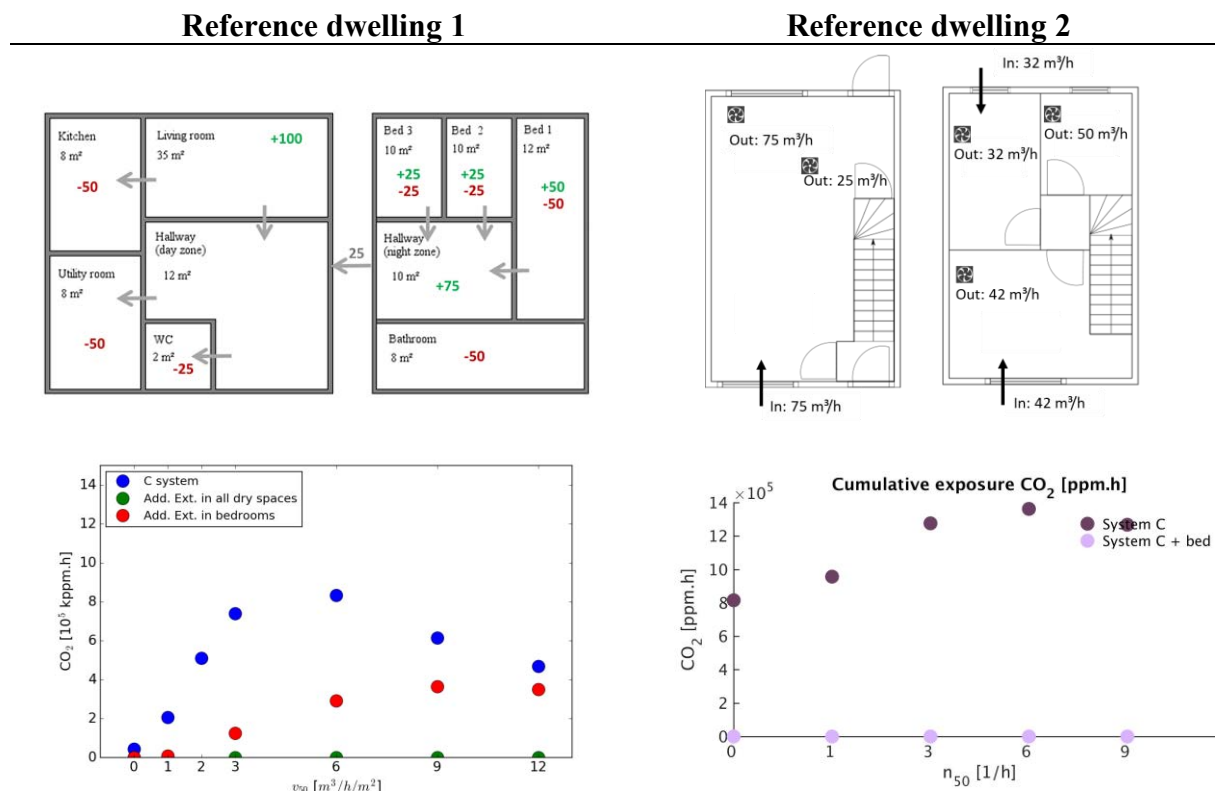 Reference dwelling 1
Reference dwelling 2
Kitchen
8 m²
-50
Living room
35 m²
+100
Hallway
(day zone)
12 m²
Utility room
8 m²
-50
WC
2 m²
-25
25
Bed 3
10 m²
+25
-25
Bed 2
10 m²
+25
-25
Bed 1
12 m²
+50
-50
Hallway
(night zone)
10 m²
+75
Bathroom
8 m²
-50
Out: 75 m³/h
Out: 25 m³/h
In: 75 m³/h
In: 32 m³/h
Out: 50 m³/h
Out: 32 m³/h
Out: 42 m³/h
In: 42 m³/h
C system
Add. Ext. in all dry spaces
Add. Ext. in bedrooms
CO₂ [10⁵ kppm.h]
14
12
10
8
6
4
2
0
0 1 2 3 6 9 12
v₅₀ [m³/h/m²]
Cumulative exposure CO₂ [ppm.h]
×10⁵
System C
System C + bed
CO₂ [ppm.h]
14
12
10
8
6
4
2
0
0 1 3 6 9
n₅₀ [1/h]